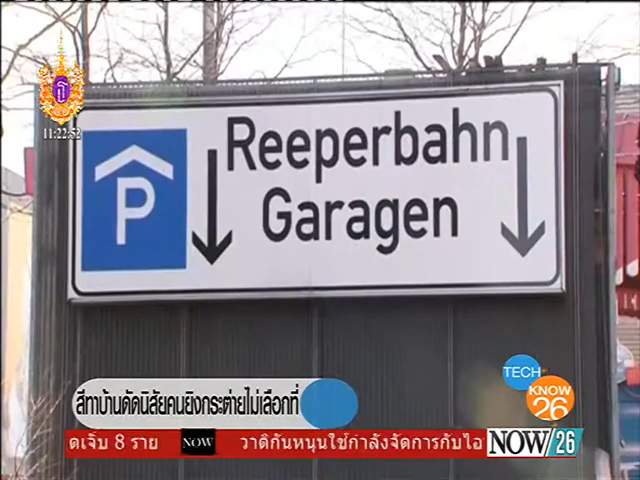 11:22:52
P
Reeperbahn
Garagen
TECH
KNOW
26
สีทาบ้านดัดนิสัยคนยิงกระต่ายไม่เลือกที่
ดเจ็บ 8 ราย NOW วาติกันหนุนใช้กำลังจัดการกับไอ
NOW/26